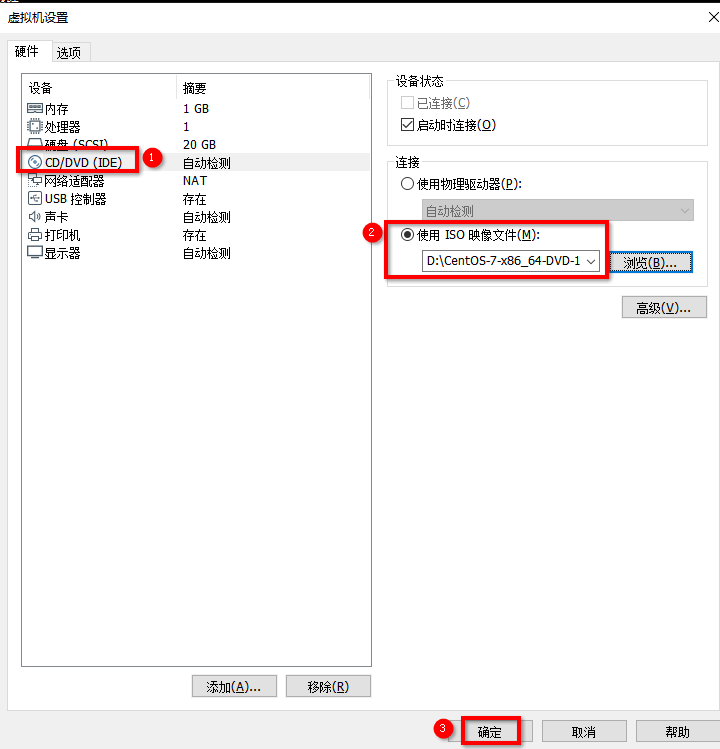 虚拟机设置
硬件 选项
设备 摘要
内存 1 GB
处理器 1
硬盘 (SCSI) 20 GB
CD/DVD (IDE) 自动检测
1
网络适配器 NAT
USB 控制器 存在
声卡 自动检测
打印机 存在
显示器 自动检测
添加(A)... 移除(R)
设备状态
已连接(C)
启动时连接(O)
连接
使用物理驱动器(P):
自动检测
2
使用 ISO 映像文件(M):
D:\CentOS-7-x86_64-DVD-1 浏览(B)...
高级(V)...
3
确定 取消 帮助